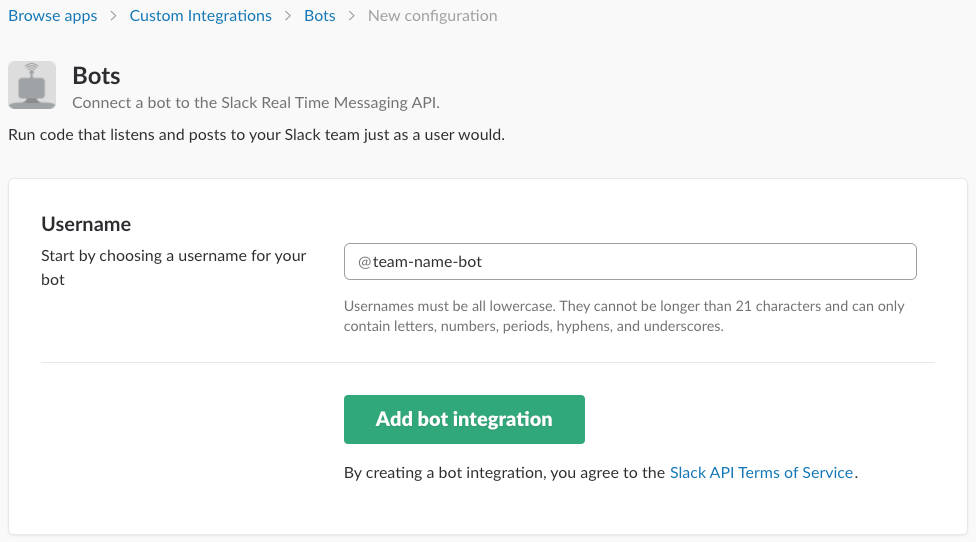 Browse apps > Custom Integrations > Bots > New configuration
Bots
Connect a bot to the Slack Real Time Messaging API.
Run code that listens and posts to your Slack team just as a user would.
Username
Start by choosing a username for your
bot
@team-name-bot
Usernames must be all lowercase. They cannot be longer than 21 characters and can only
contain letters, numbers, periods, hyphens, and underscores.
Add bot integration
By creating a bot integration, you agree to the Slack API Terms of Service.